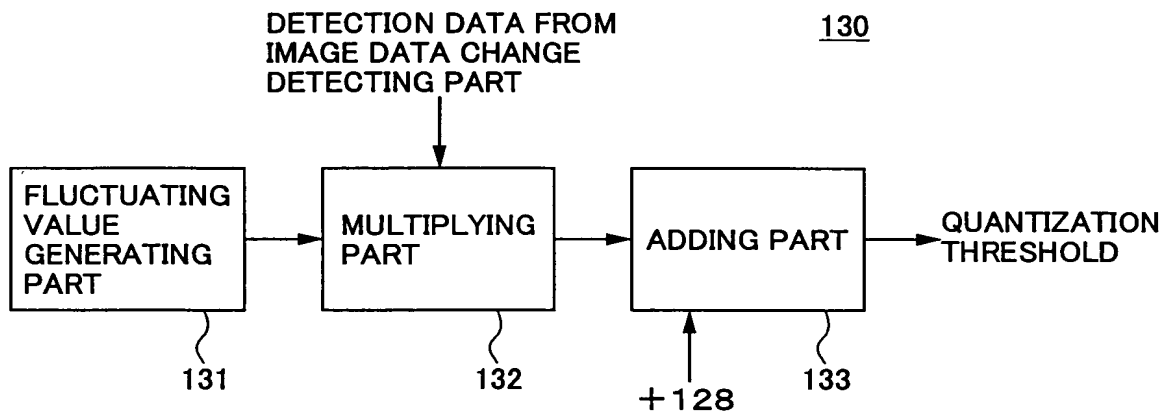 DETECTION DATA FROM
IMAGE DATA CHANGE
DETECTING PART
130
FLUCTUATING
VALUE
GENERATING
PART
MULTIPLYING
PART
ADDING PART
QUANTIZATION
THRESHOLD
131
132
133
+128